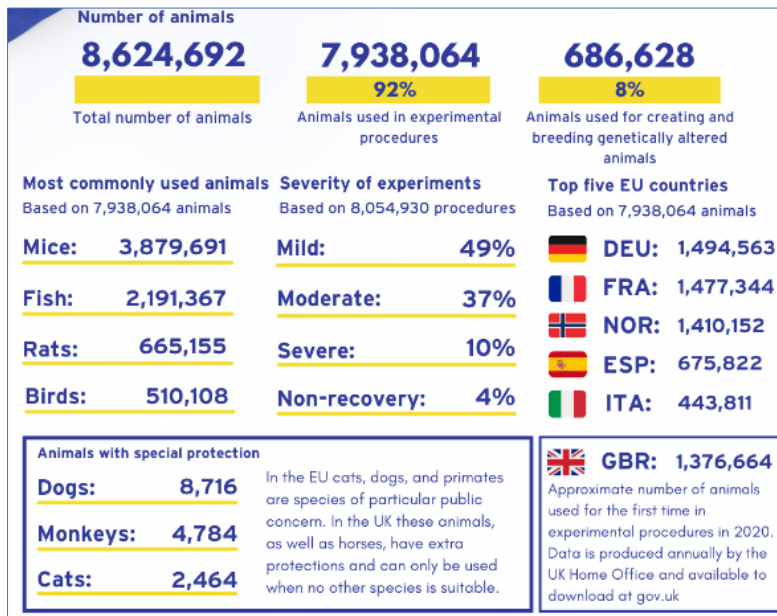 Number of animals
8,624,692
Total number of animals
7,938,064
92%
Animals used in experimental
procedures
686,628
8%
Animals used for creating and
breeding genetically altered
animals
Most commonly used animals
Based on 7,938,064 animals
Mice: 3,879,691
Fish: 2,191,367
Rats: 665,155
Birds: 510,108
Severity of experiments
Based on 8,054,930 procedures
Mild: 49%
Moderate: 37%
Severe: 10%
Non-recovery: 4%
Top five EU countries
Based on 7,938,064 animals
DEU: 1,494,563
FRA: 1,477,344
NOR: 1,410,152
ESP: 675,822
ITA: 443,811
Animals with special protection
Dogs: 8,716
Monkeys: 4,784
Cats: 2,464
In the EU cats, dogs, and primates
are species of particular public
concern. In the UK these animals,
as well as horses, have extra
protections and can only be used
when no other species is suitable.
GBR: 1,376,664
Approximate number of animals
used for the first time in
experimental procedures in 2020.
Data is produced annually by the
UK Home Office and available to
download at gov.uk